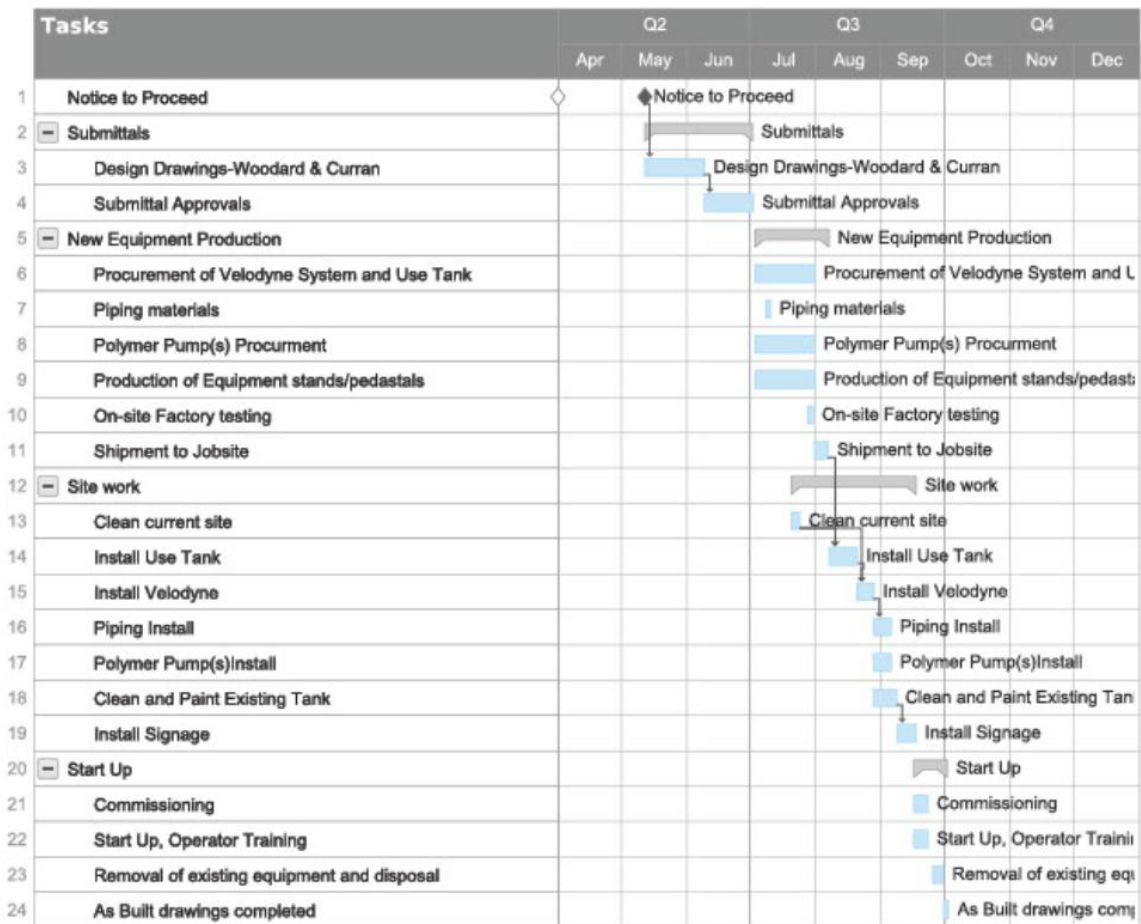 Tasks Q2 Q3 Q4
Apr May Jun Jul Aug Sep Oct Nov Dec
1 Notice to Proceed Notice to Proceed
2 Submittals Submittals
3 Design Drawings-Woodard & Curran Design Drawings-Woodard & Curran
4 Submittal Approvals Submittal Approvals
5 New Equipment Production New Equipment Production
6 Procurement of Velodyne System and Use Tank Procurement of Velodyne System and U
7 Piping materials Piping materials
8 Polymer Pump(s) Procurment Polymer Pump(s) Procurment
9 Production of Equipment stands/pedastals Production of Equipment stands/pedasta
10 On-site Factory testing On-site Factory testing
11 Shipment to Jobsite Shipment to Jobsite
12 Site work Site work
13 Clean current site Clean current site
14 Install Use Tank Install Use Tank
15 Install Velodyne Install Velodyne
16 Piping Install Piping Install
17 Polymer Pump(s)Install Polymer Pump(s)Install
18 Clean and Paint Existing Tank Clean and Paint Existing Tan
19 Install Signage Install Signage
20 Start Up Start Up
21 Commissioning Commissioning
22 Start Up, Operator Training Start Up, Operator Trainin
23 Removal of existing equipment and disposal Removal of existing equ
24 As Built drawings completed As Built drawings comp